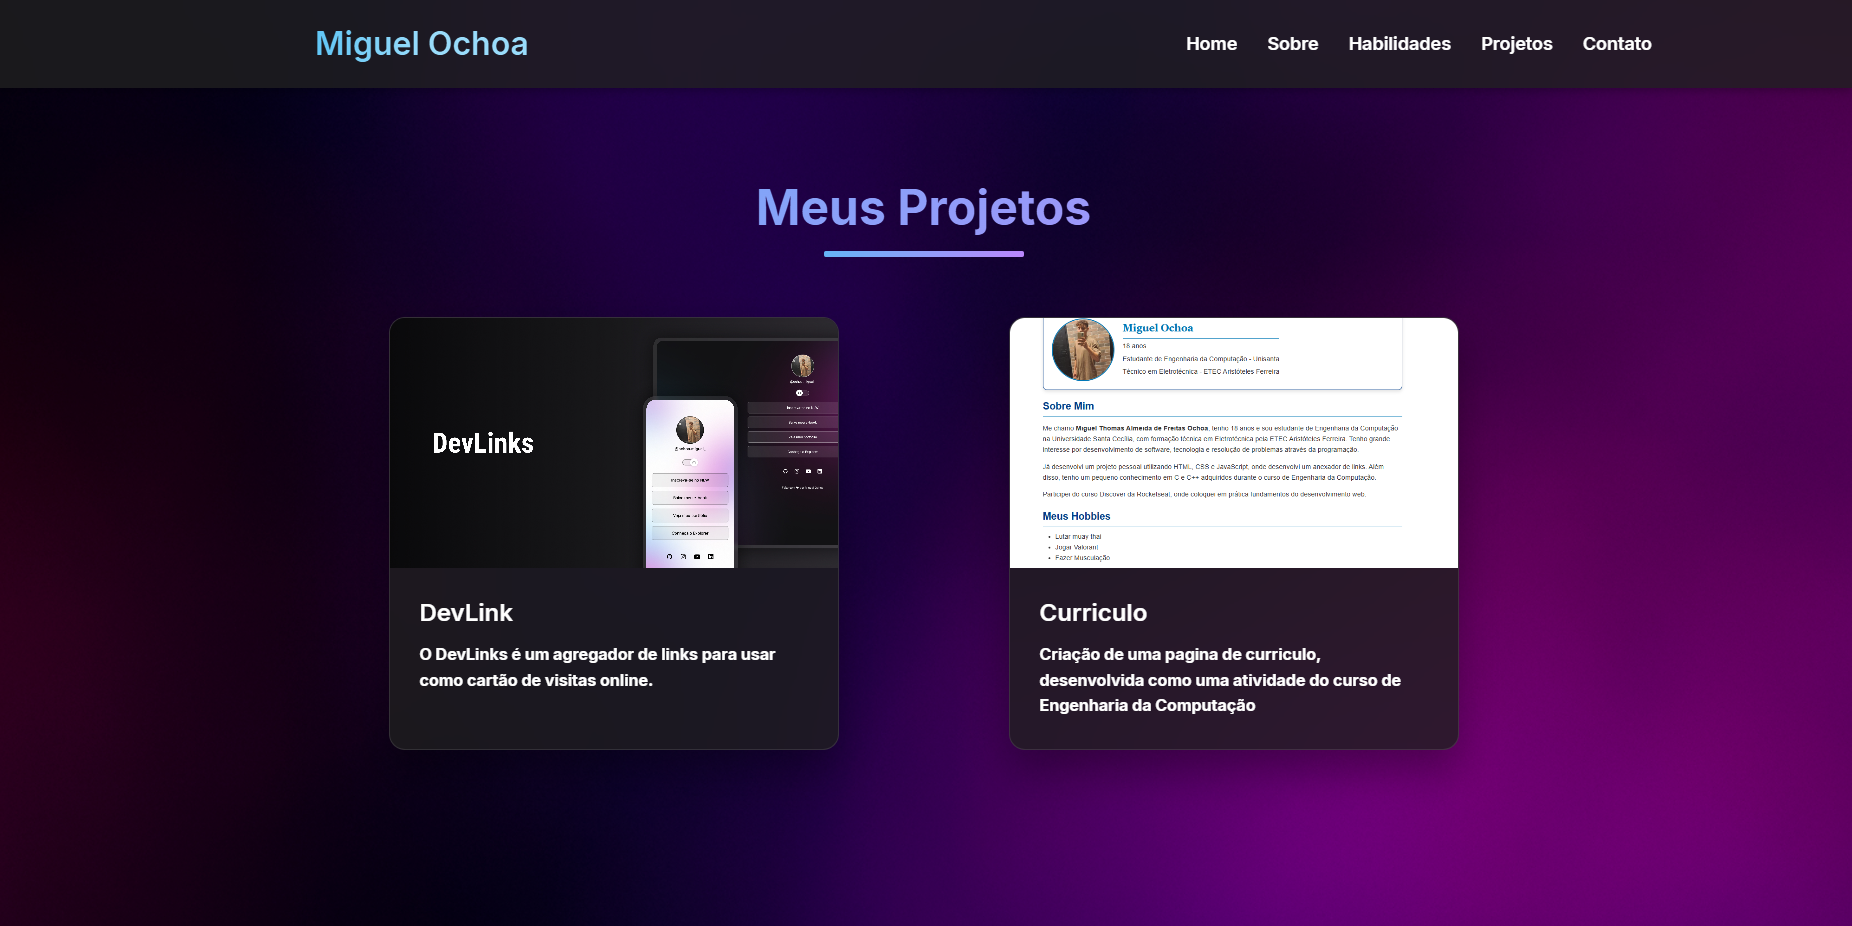 Miguel Ochoa
Home Sobre Habilidades Projetos Contato
Meus Projetos
DevLinks
DevLink
O DevLinks é um agregador de links para usar
como cartão de visitas online.
Miguel Ochoa
18 anos
Estudante de Engenharia da Computação - Unisanta
Técnico em Eletrotécnica - ETEC Aristóteles Ferreira
Sobre Mim
Me chamo Miguel Thomas Almeida de Freitas Ochoa, tenho 18 anos e sou estudante de Engenharia da Computação
na Universidade Santa Cecília, com formação técnica em Eletrotécnica pela ETEC Aristóteles Ferreira. Tenho grande
interesse por desenvolvimento de software, tecnologia e resolução de problemas através da programação.
Já desenvolvi um projeto pessoal utilizando HTML, CSS e JavaScript, onde desenvolvi um anexador de links. Além
disso, tenho um pequeno conhecimento em C e C++ adquiridos durante o curso de Engenharia da Computação.
Participei do curso Discover da Rocketseat, onde coloquei em prática fundamentos do desenvolvimento web.
Meus Hobbies
Lutar muay thai
Jogar Valorant
Fazer Musculação
Curriculo
Criação de uma pagina de curriculo,
desenvolvida como uma atividade do curso de
Engenharia da Computação